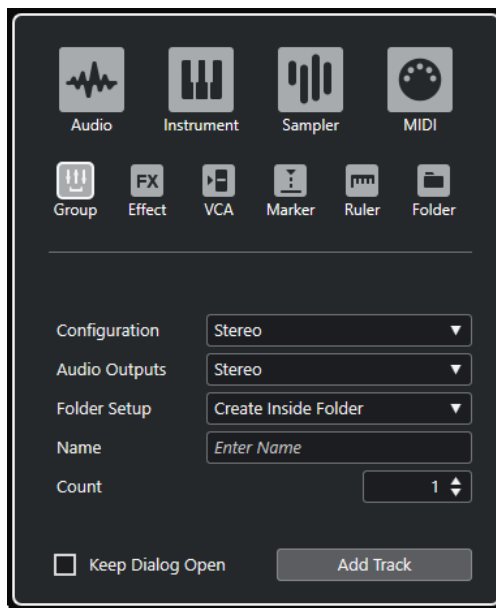 Audio Instrument Sampler MIDI
FX
Group Effect VCA Marker Ruler Folder
Configuration Stereo
Audio Outputs Stereo
Folder Setup Create Inside Folder
Name Enter Name
Count 1
Keep Dialog Open Add Track